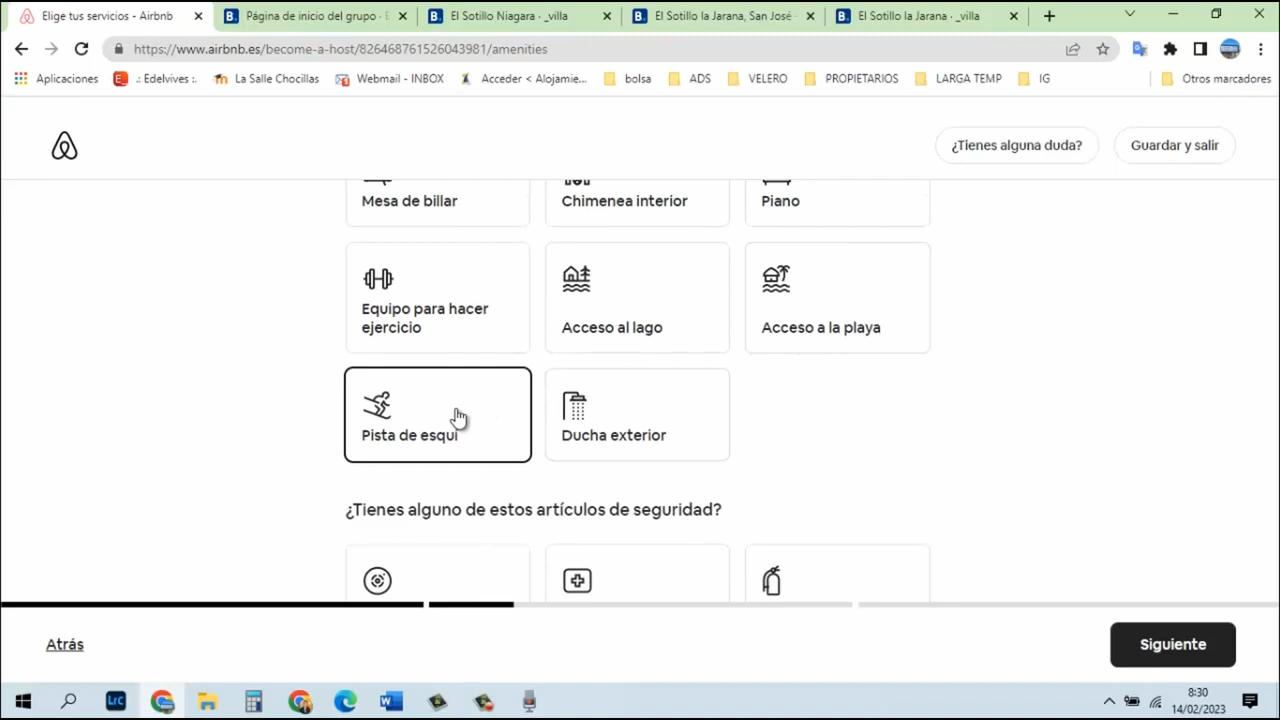 Elige tus servicios - Airbnb
B. Página de inicio del grupo
B. El Sotillo Niagara · _villa
B. El Sotillo la Jarana, San José
B. El Sotillo la Jarana · _villa
https://www.airbnb.es/become-a-host/826468761526043981/amenities
Aplicaciones
.: Edelvives :.
La Salle Chocillas
Webmail - INBOX
Acceder < Alojamie...
bolsa
ADS
VELERO
PROPIETARIOS
LARGA TEMP
IG
Otros marcadores
¿Tienes alguna duda?
Guardar y salir
Mesa de billar
Chimenea interior
Piano
Equipo para hacer
ejercicio
Acceso al lago
Acceso a la playa
Pista de esquí
Ducha exterior
¿Tienes alguno de estos artículos de seguridad?
Atrás
Siguiente
LrC
W
8:30
14/02/2023